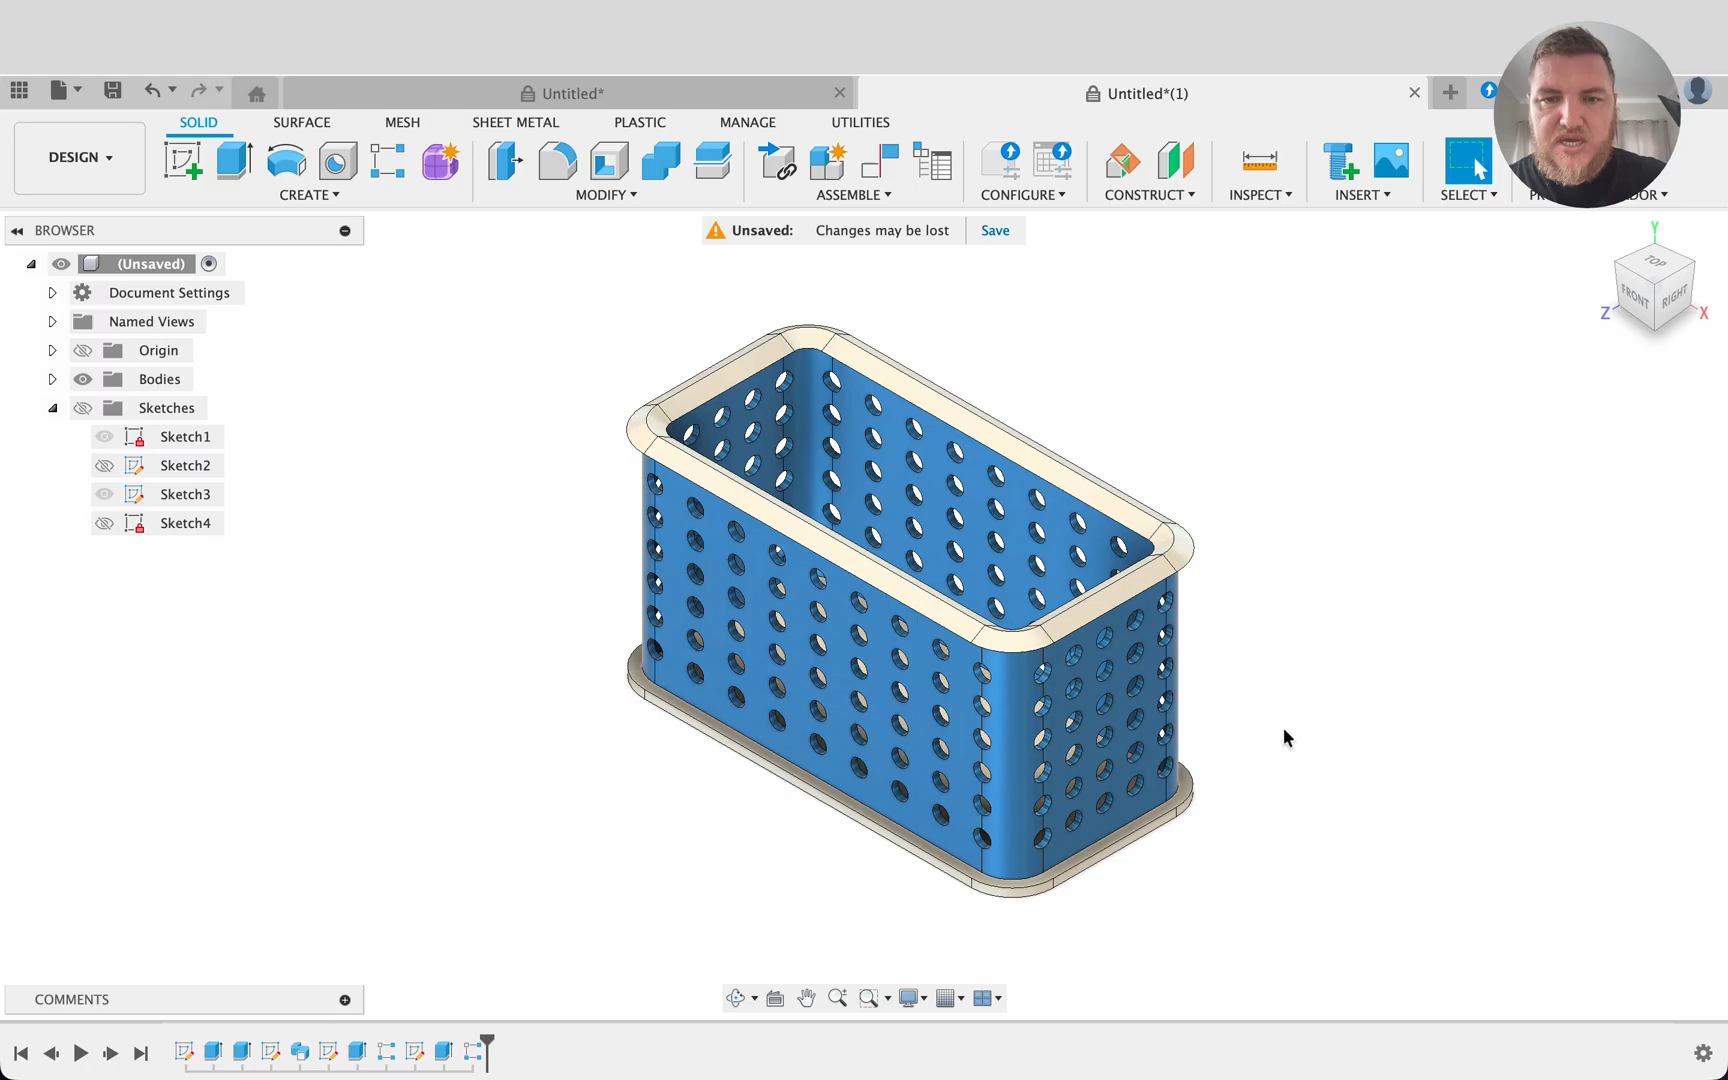 Untitled*
Untitled*(1)
SOLID
SURFACE
MESH
SHEET METAL
PLASTIC
MANAGE
UTILITIES
DESIGN
CREATE
MODIFY
ASSEMBLE
CONFIGURE
CONSTRUCT
INSPECT
INSERT
SELECT
BROWSER
Unsaved: Changes may be lost Save
(Unsaved)
Document Settings
Named Views
Origin
Bodies
Sketches
Sketch1
Sketch2
Sketch3
Sketch4
Y
TOP
FRONT
RIGHT
Z
X
COMMENTS